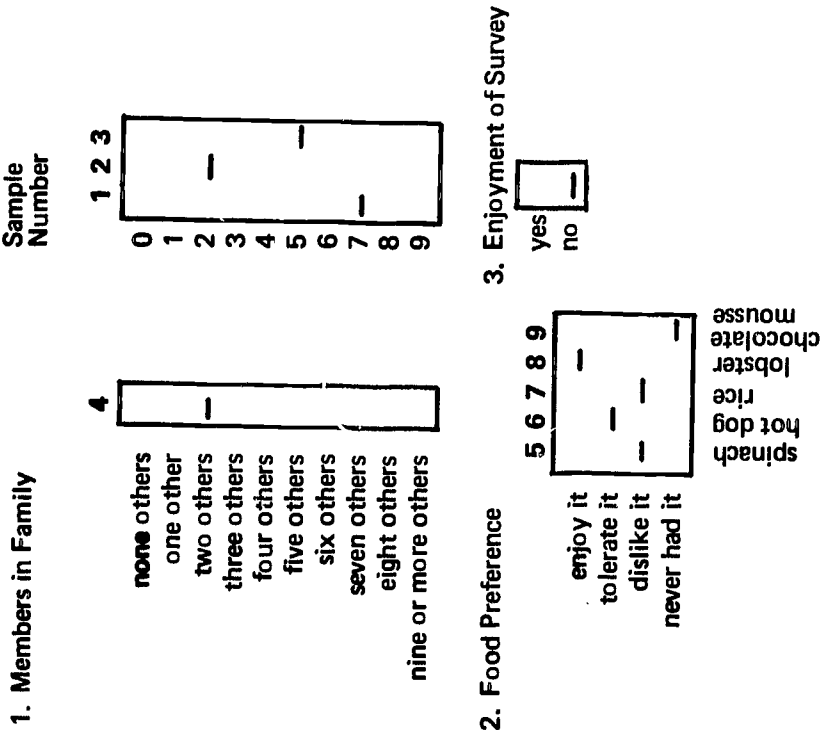 1. Members in Family
4
none others
one other
two others
three others
four others
five others
six others
seven others
eight others
nine or more others
Sample
Number
1 2 3
0
1
2
3
4
5
6
7
8
9
2. Food Preference
5 6 7 8 9
enjoy it
tolerate it
dislike it
never had it
spinach
hot dog
rice
lobster
chocolate
mousse
3. Enjoyment of Survey
yes
no